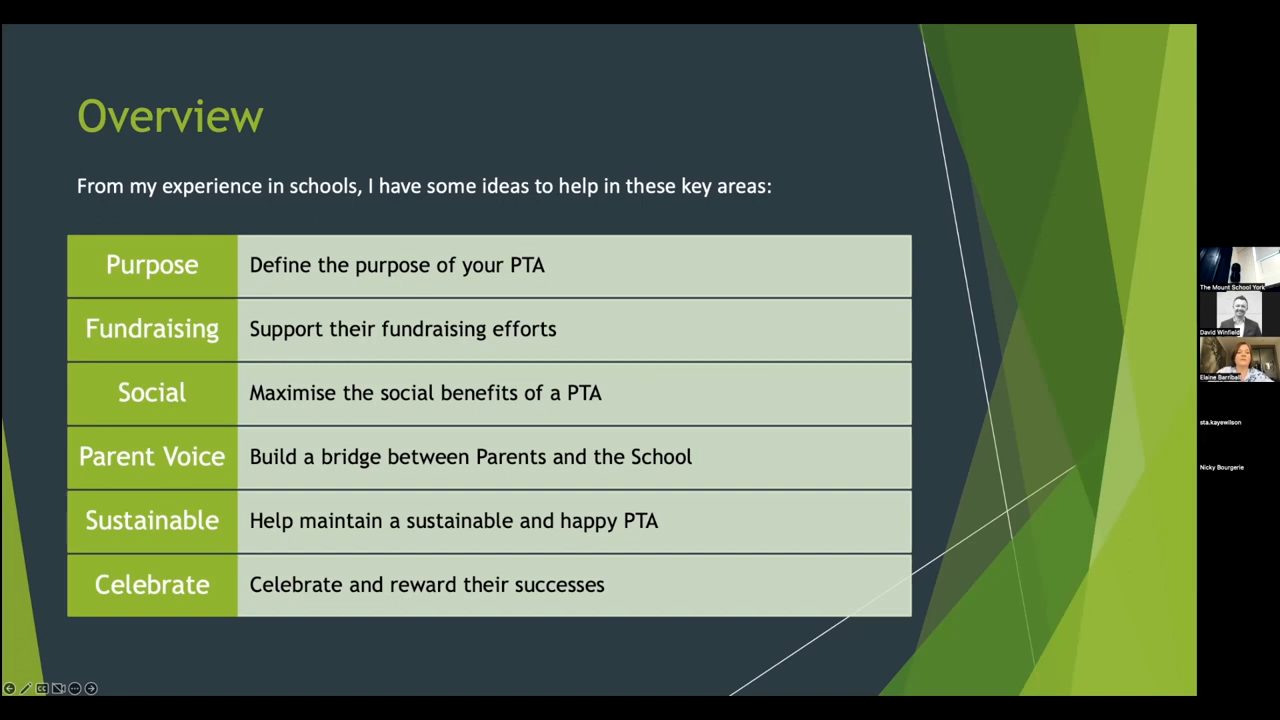 Overview
From my experience in schools, I have some ideas to help in these key areas:
Purpose
Define the purpose of your PTA
Fundraising
Support their fundraising efforts
Social
Maximise the social benefits of a PTA
Parent Voice
Build a bridge between Parents and the School
Sustainable
Help maintain a sustainable and happy PTA
Celebrate
Celebrate and reward their successes
The Mount School York
David Winfield
Elaine Barriball
sta.kayewilson
Nicky Bourgerie